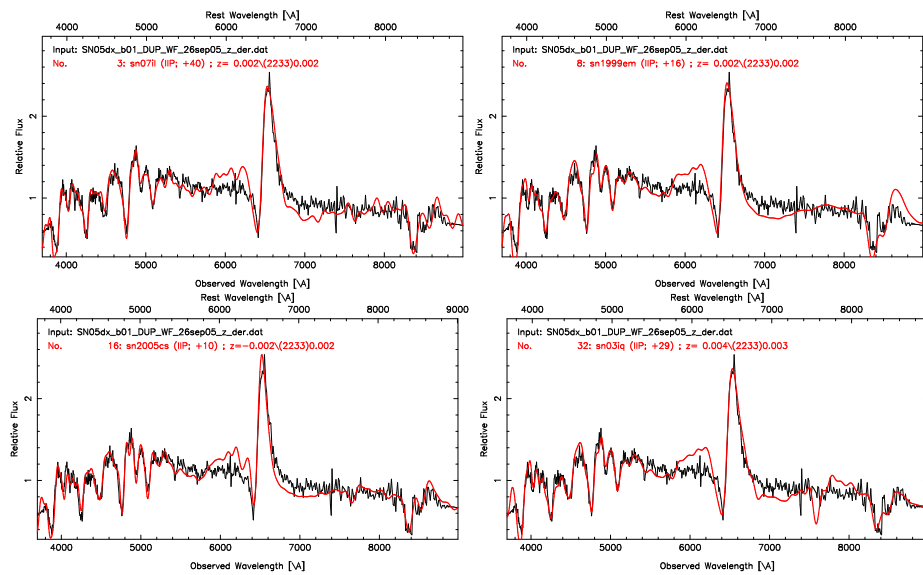 Rest Wavelength [\A]
4000 5000 6000 7000 8000
Input: SN05dx_b01_DUP_WF_26sep05_z_der.dat
No. 3: sn07il (IIP; +40) ; z= 0.002\(2233)0.002
Relative Flux
1 2
4000 5000 6000 7000 8000
Observed Wavelength [\A]
Rest Wavelength [\A]
4000 5000 6000 7000 8000
Input: SN05dx_b01_DUP_WF_26sep05_z_der.dat
No. 8: sn1999em (IIP; +16) ; z= 0.002\(2233)0.002
Relative Flux
1 2
4000 5000 6000 7000 8000
Observed Wavelength [\A]
Rest Wavelength [\A]
4000 5000 6000 7000 8000 9000
Input: SN05dx_b01_DUP_WF_26sep05_z_der.dat
No. 16: sn2005cs (IIP; +10) ; z=-0.002\(2233)0.002
Relative Flux
1 2
4000 5000 6000 7000 8000
Observed Wavelength [\A]
Rest Wavelength [\A]
4000 5000 6000 7000 8000
Input: SN05dx_b01_DUP_WF_26sep05_z_der.dat
No. 32: sn03iq (IIP; +29) ; z= 0.004\(2233)0.003
Relative Flux
1 2
4000 5000 6000 7000 8000
Observed Wavelength [\A]